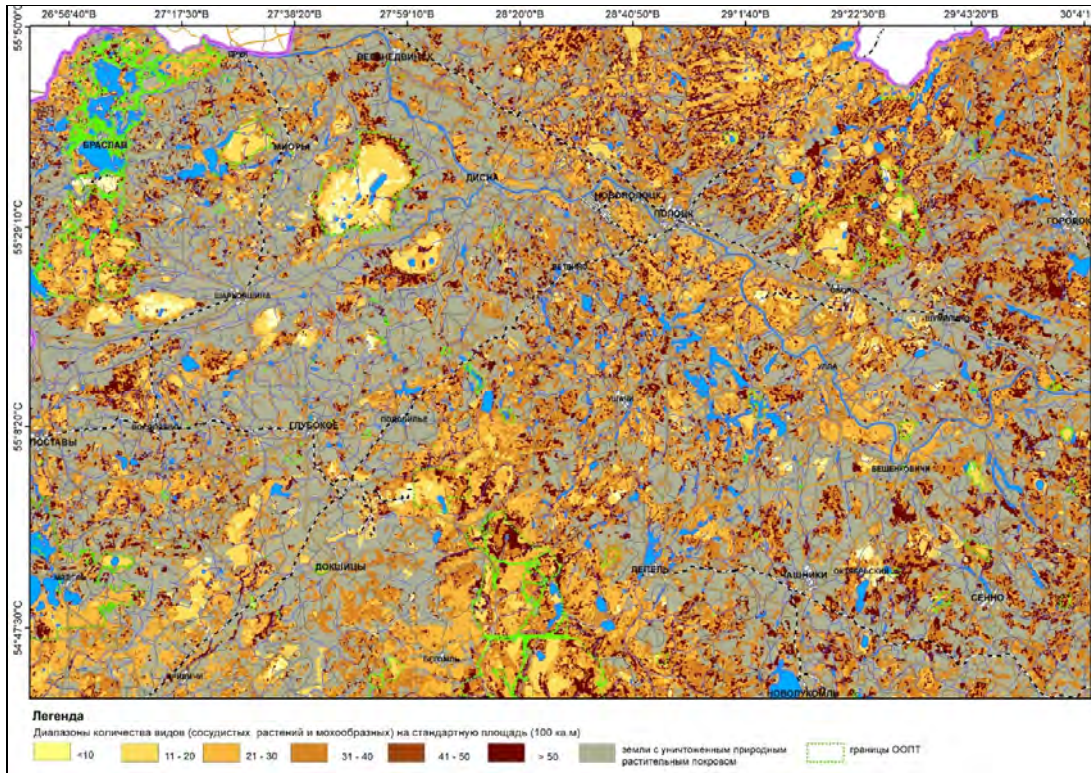 26°56'40"В 27°17'30"В 27°38'20"В 27°59'10"В 28°20'0"В 28°40'50"В 29°1'40"В 29°22'30"В 29°43'20"В
ВЕРХНЕДВИНСК
БРАСЛАВ
МИОРЫ
ДИСНА
НОВОПОЛОЦК
ПОЛОЦК
ГОРОДОК
55°29'10"С
ШАРКОВЩИНА
ШУМИЛИНО
УЛЛА
УШАЧИ
55°8'20"С
ПОСТАВЫ
ГЛУБОКОЕ
ПОДСВИЛЬЕ
БЕШЕНКОВИЧИ
ДОКШИЦЫ
ЛЕПЕЛЬ
ЧАШНИКИ
ОКТЯБРЬСКИЙ
СЕННО
54°47'30"С
НОВОЛУКОМЛЬ
Легенда
Диапазоны количества видов (сосудистых растений и мохообразных) на стандартную площадь (100 кв.м)
<10 11 - 20 21 - 30 31 - 40 41 - 50 > 50 земли с уничтоженным природным границы ООПТ
растительным покровом